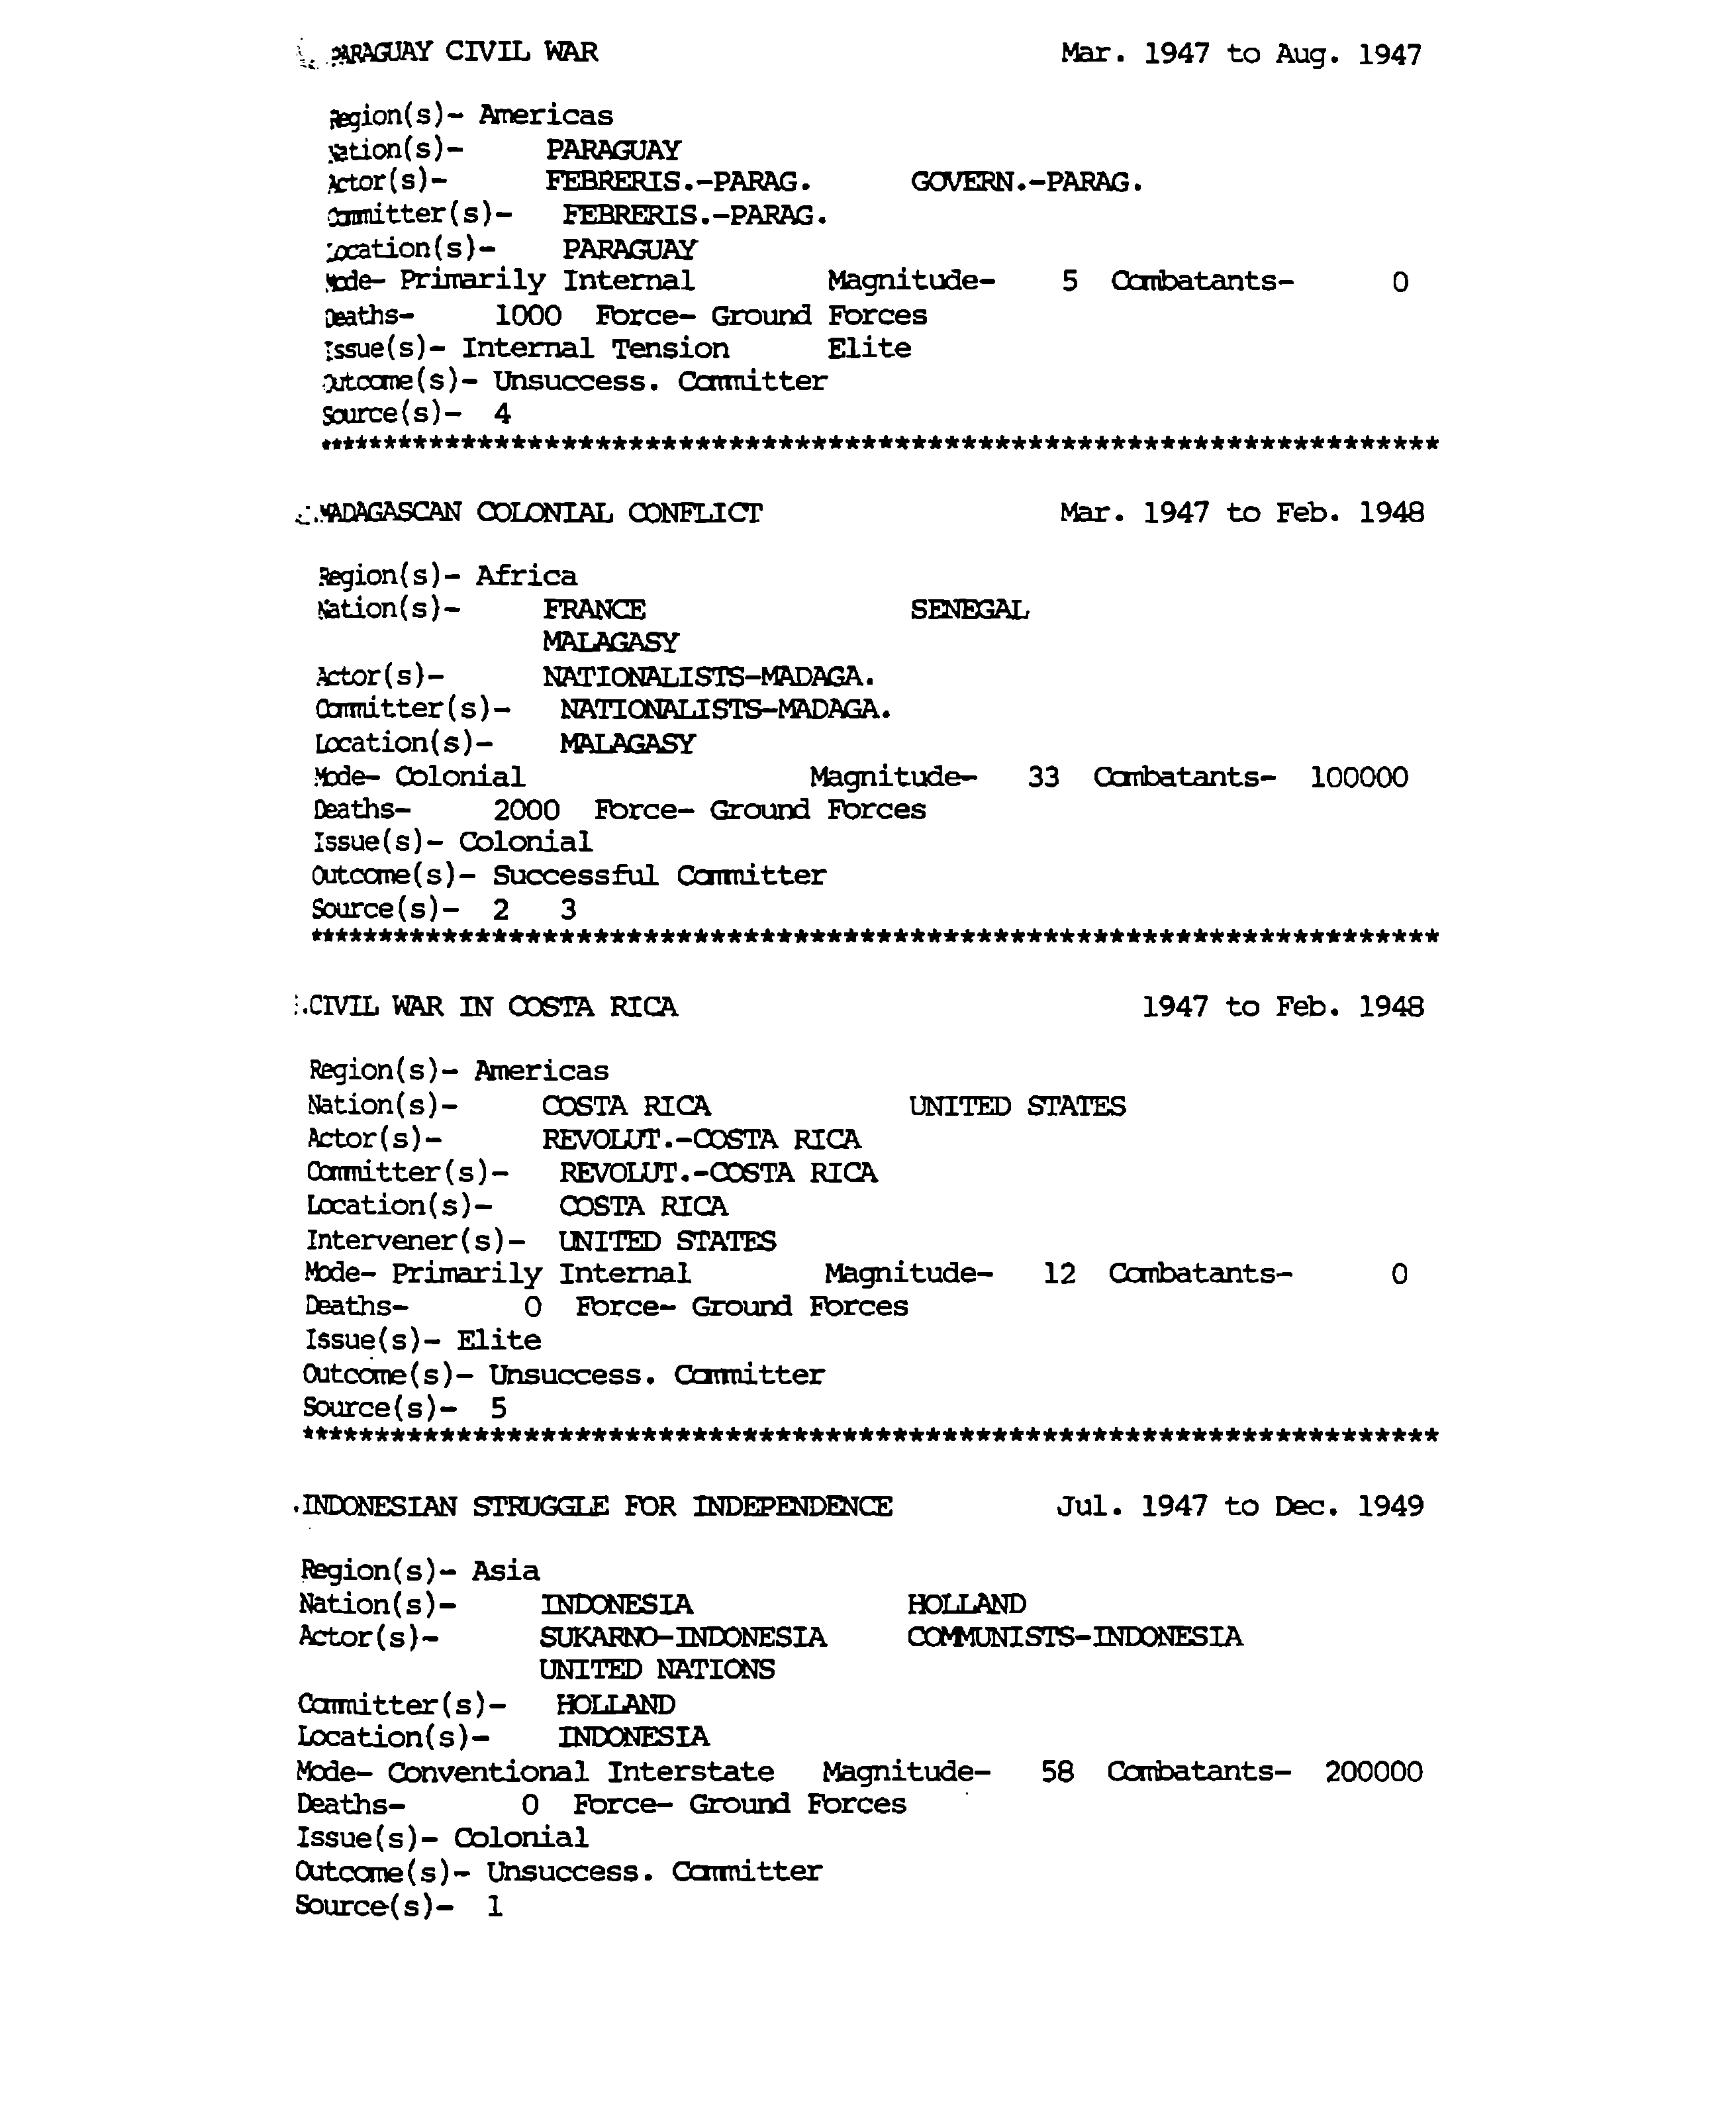 PARAGUAY CIVIL WAR Mar. 1947 to Aug. 1947
Region(s)- Americas
Nation(s)- PARAGUAY
Actor(s)- FEBRERIS.-PARAG. GOVERN.-PARAG.
Committer(s)- FEBRERIS.-PARAG.
Location(s)- PARAGUAY
Mode- Primarily Internal Magnitude- 5 Combatants- 0
Deaths- 1000 Force- Ground Forces
Issue(s)- Internal Tension Elite
Outcome(s)- Unsuccess. Committer
Source(s)- 4
********************************************************************
MADAGASCAN COLONIAL CONFLICT Mar. 1947 to Feb. 1948
Region(s)- Africa
Nation(s)- FRANCE SENEGAL
MALAGASY
Actor(s)- NATIONALISTS-MADAGA.
Committer(s)- NATIONALISTS-MADAGA.
Location(s)- MALAGASY
Mode- Colonial Magnitude- 33 Combatants- 100000
Deaths- 2000 Force- Ground Forces
Issue(s)- Colonial
Outcome(s)- Successful Committer
Source(s)- 2 3
********************************************************************
.CIVIL WAR IN COSTA RICA 1947 to Feb. 1948
Region(s)- Americas
Nation(s)- COSTA RICA UNITED STATES
Actor(s)- REVOLUT.-COSTA RICA
Committer(s)- REVOLUT.-COSTA RICA
Location(s)- COSTA RICA
Intervener(s)- UNITED STATES
Mode- Primarily Internal Magnitude- 12 Combatants- 0
Deaths- 0 Force- Ground Forces
Issue(s)- Elite
Outcome(s)- Unsuccess. Committer
Source(s)- 5
********************************************************************
.INDONESIAN STRUGGLE FOR INDEPENDENCE Jul. 1947 to Dec. 1949
Region(s)- Asia
Nation(s)- INDONESIA HOLLAND
Actor(s)- SUKARNO-INDONESIA COMMUNISTS-INDONESIA
UNITED NATIONS
Committer(s)- HOLLAND
Location(s)- INDONESIA
Mode- Conventional Interstate Magnitude- 58 Combatants- 200000
Deaths- 0 Force- Ground Forces
Issue(s)- Colonial
Outcome(s)- Unsuccess. Committer
Source(s)- 1